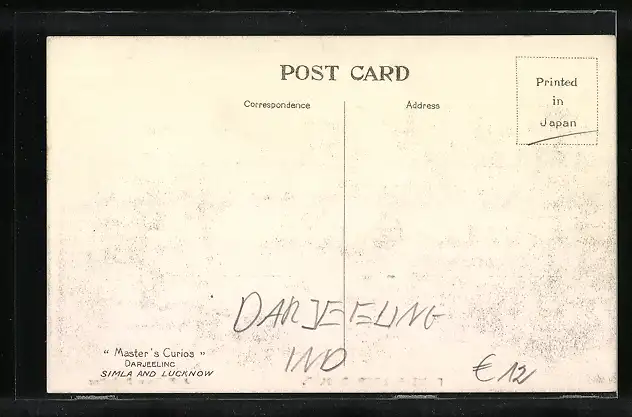 POST CARD
Correspondence
Address
Printed
in
Japan
DARJEELING
IND
€ 12
" Master's Curios "
DARJEELING
SIMLA AND LUCKNOW